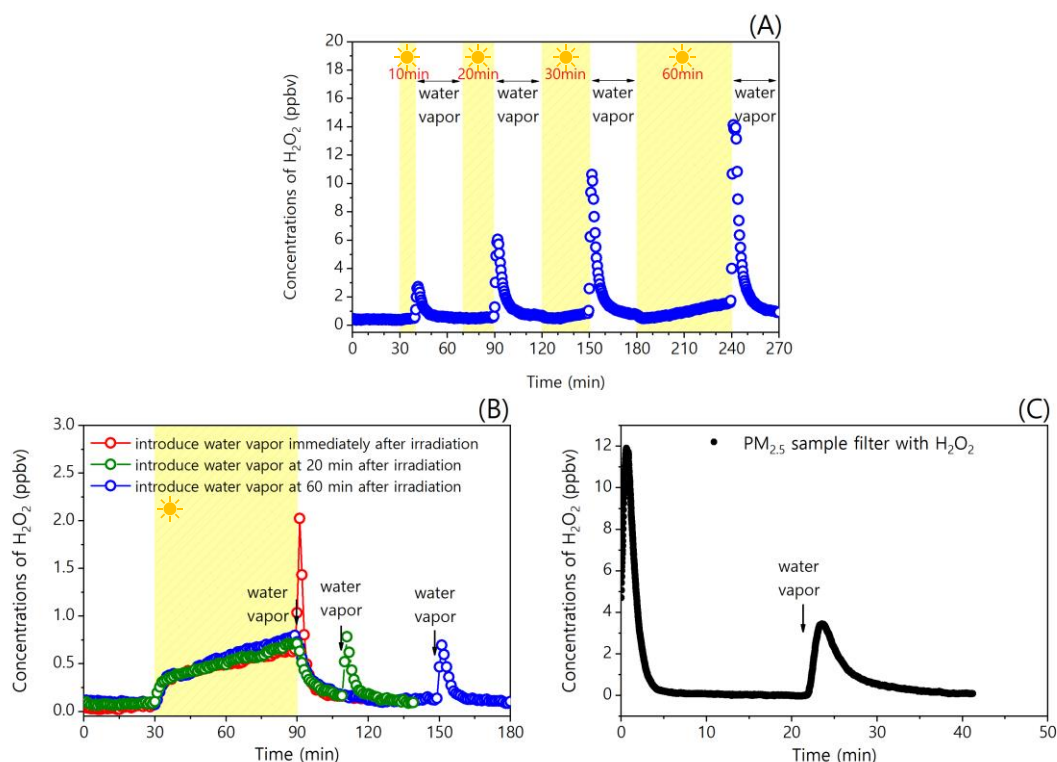 (A)
Concentrations of H₂O₂ (ppbv)
20
18
16
14
12
10
8
6
4
2
0
10min 20min 30min 60min
water water water water
vapor vapor vapor vapor
0 30 60 90 120 150 180 210 240 270
Time (min)
(B)
Concentrations of H₂O₂ (ppbv)
3.0
2.5
2.0
1.5
1.0
0.5
0.0
introduce water vapor immediately after irradiation
introduce water vapor at 20 min after irradiation
introduce water vapor at 60 min after irradiation
water water water
vapor vapor vapor
0 30 60 90 120 150 180
Time (min)
(C)
Concentrations of H₂O₂ (ppbv)
12
10
8
6
4
2
0
PM₂.₅ sample filter with H₂O₂
water
vapor
0 10 20 30 40 50
Time (min)